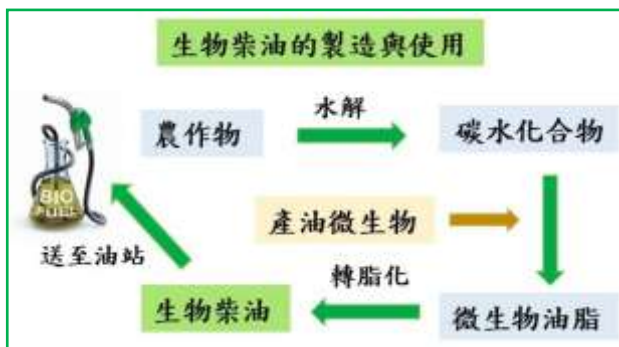 生物柴油的製造與使用
水解
農作物
碳水化合物
產油微生物
BIO
FUEL
送至油站
轉脂化
生物柴油
微生物油脂